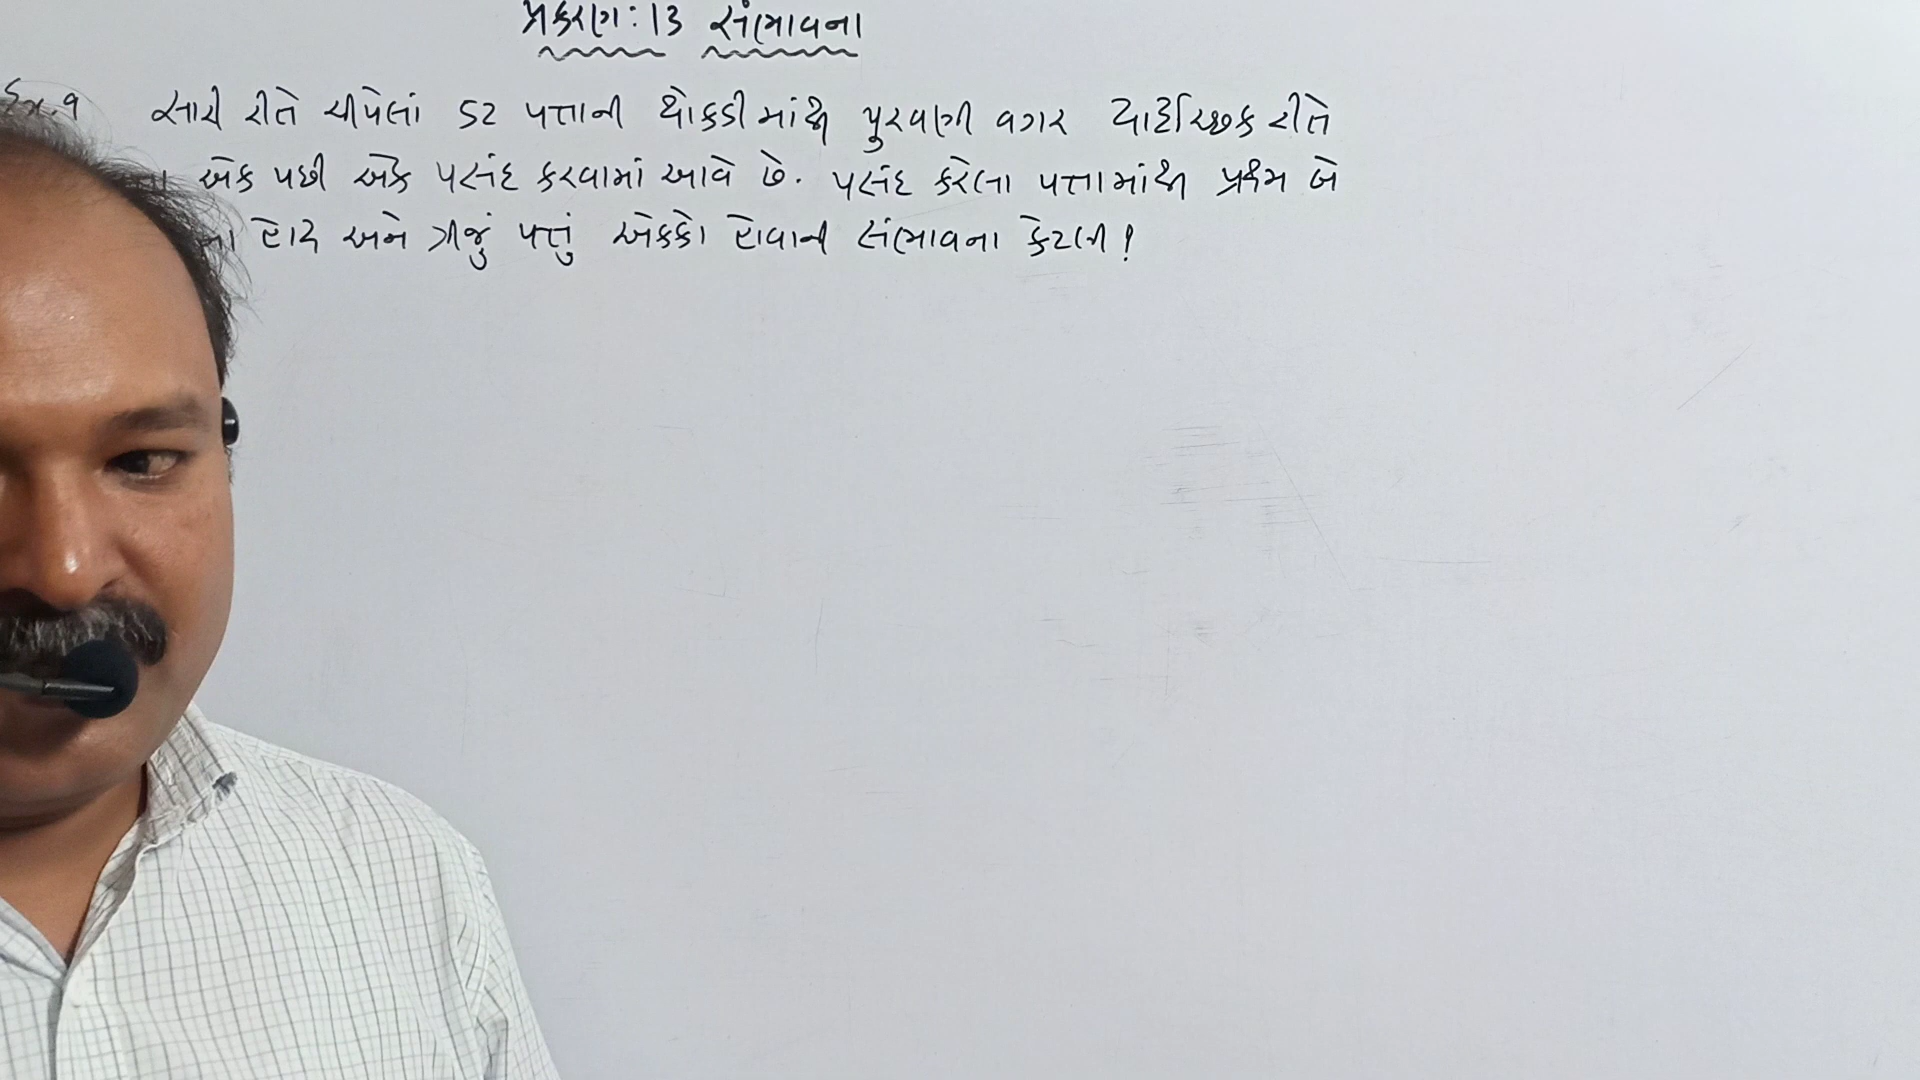 પ્રકરણ : 13 સંભાવના
Ex. 9 સારી રીતે ચીપેલાં 52 પત્તાની થોકડીમાંથી પુરવણી વગર યાદૅચ્છિક રીતે
એક પછી એક પસંદ કરવામાં આવે છે. પસંદ કરેલા પત્તામાંથી પ્રથમ બે
હોય અને ત્રીજું પત્તું એક્કો હોવાની સંભાવના કેટલી ?